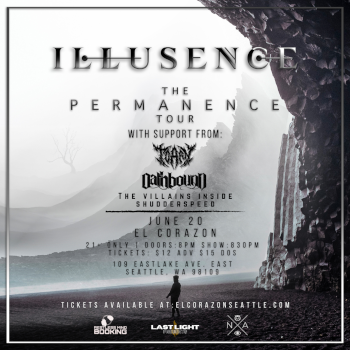 ILLUSENCE
THE
PERMANENCE
TOUR
WITH SUPPORT FROM:
OATHBOUND
THE VILLAINS INSIDE
SHUDDERSPEED
JUNE 20
EL CORAZON
21+ ONLY | DOORS:8PM SHOW:830PM
TICKETS: $12 ADV $15 DOS
109 EASTLAKE AVE. EAST
SEATTLE, WA 98109
TICKETS AVAILABLE AT:ELCORAZONSEATTLE.COM
BOOKING
LAST LIGHT
N A